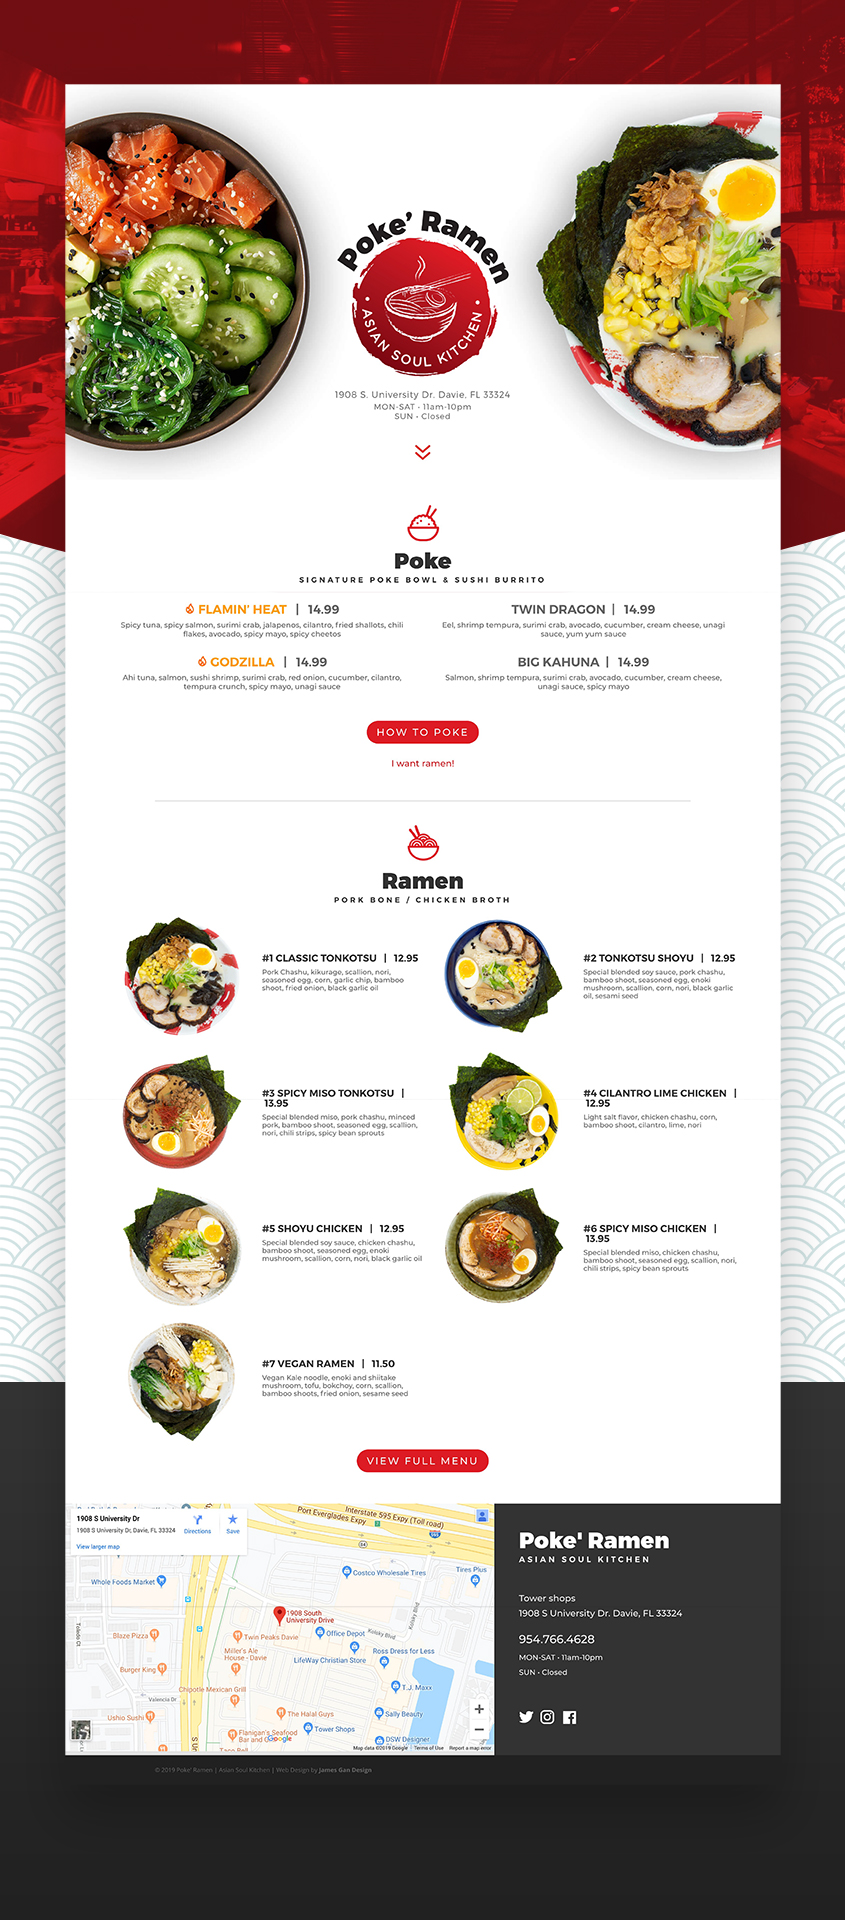 Poke' Ramen
• ASIAN SOUL KITCHEN •
1908 S. University Dr. Davie, FL 33324
MON-SAT • 11am-10pm
SUN • Closed
Poke
SIGNATURE POKE BOWL & SUSHI BURRITO
FLAMIN' HEAT | 14.99
Spicy tuna, spicy salmon, surimi crab, jalapenos, cilantro, fried shallots, chili
flakes, avocado, spicy mayo, spicy cheetos
TWIN DRAGON | 14.99
Eel, shrimp tempura, surimi crab, avocado, cucumber, cream cheese, unagi
sauce, yum yum sauce
GODZILLA | 14.99
Ahi tuna, salmon, sushi shrimp, surimi crab, red onion, cucumber, cilantro,
tempura crunch, spicy mayo, unagi sauce
BIG KAHUNA | 14.99
Salmon, shrimp tempura, surimi crab, avocado, cucumber, cream cheese,
unagi sauce, spicy mayo
HOW TO POKE
I want ramen!
Ramen
PORK BONE / CHICKEN BROTH
#1 CLASSIC TONKOTSU | 12.95
Pork Chashu, kikurage, scallion, nori,
seasoned egg, corn, garlic chip, bamboo
shoot, fried onion, black garlic oil
#2 TONKOTSU SHOYU | 12.95
Special blended soy sauce, pork chashu,
bamboo shoot, seasoned egg, enoki
mushroom, scallion, corn, nori, black garlic
oil, sesami seed
#3 SPICY MISO TONKOTSU |
13.95
Special blended miso, pork chashu, minced
pork, bamboo shoot, seasoned egg, scallion,
nori, chili strips, spicy bean sprouts
#4 CILANTRO LIME CHICKEN |
12.95
Light salt flavor, chicken chashu, corn,
bamboo shoot, cilantro, lime, nori
#5 SHOYU CHICKEN | 12.95
Special blended soy sauce, chicken chashu,
bamboo shoot, seasoned egg, enoki
mushroom, scallion, corn, nori, black garlic oil
#6 SPICY MISO CHICKEN |
13.95
Special blended miso, chicken chashu,
bamboo shoot, seasoned egg, scallion, nori,
chili strips, spicy bean sprouts
#7 VEGAN RAMEN | 11.50
Vegan Kale noodle, enoki and shiitake
mushroom, tofu, bokchoy, corn, scallion,
bamboo shoots, fried onion, sesame seed
VIEW FULL MENU
1908 S University Dr
1908 S University Dr, Davie, FL 33324
View larger map
Directions
Save
Port Everglades Expy
Interstate 595 Expy (Toll road)
595
84
Whole Foods Market
Costco Wholesale Tires
Tires Plus
1908 South
University Drive
Toledo Ct
Kolsky Blvd
Kolsky Blvd
Blaze Pizza
Twin Peaks Davie
Office Depot
Miller's Ale
House - Davie
Ross Dress for Less
LifeWay Christian Store
Burger King
T.J. Maxx
Chipotle Mexican Grill
Valencia Dr
Ushio Sushi
The Halal Guys
Sally Beauty
Tower Shops
Flanigan's Seafood
Bar and
Google
DSW Designer
S Un
Map data ©2019 Google
Terms of Use
Report a map error
Poke' Ramen
ASIAN SOUL KITCHEN
Tower shops
1908 S University Dr. Davie, FL 33324
954.766.4628
MON-SAT • 11am-10pm
SUN • Closed
© 2019 Poke' Ramen | Asian Soul Kitchen | Web Design by James Gan Design